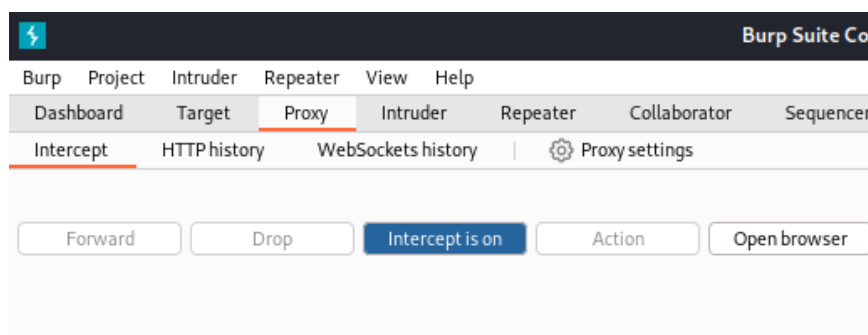 Burp Suite Co
Burp Project Intruder Repeater View Help
Dashboard Target Proxy Intruder Repeater Collaborator Sequencer
Intercept HTTP history WebSockets history Proxy settings
Forward Drop Intercept is on Action Open browser